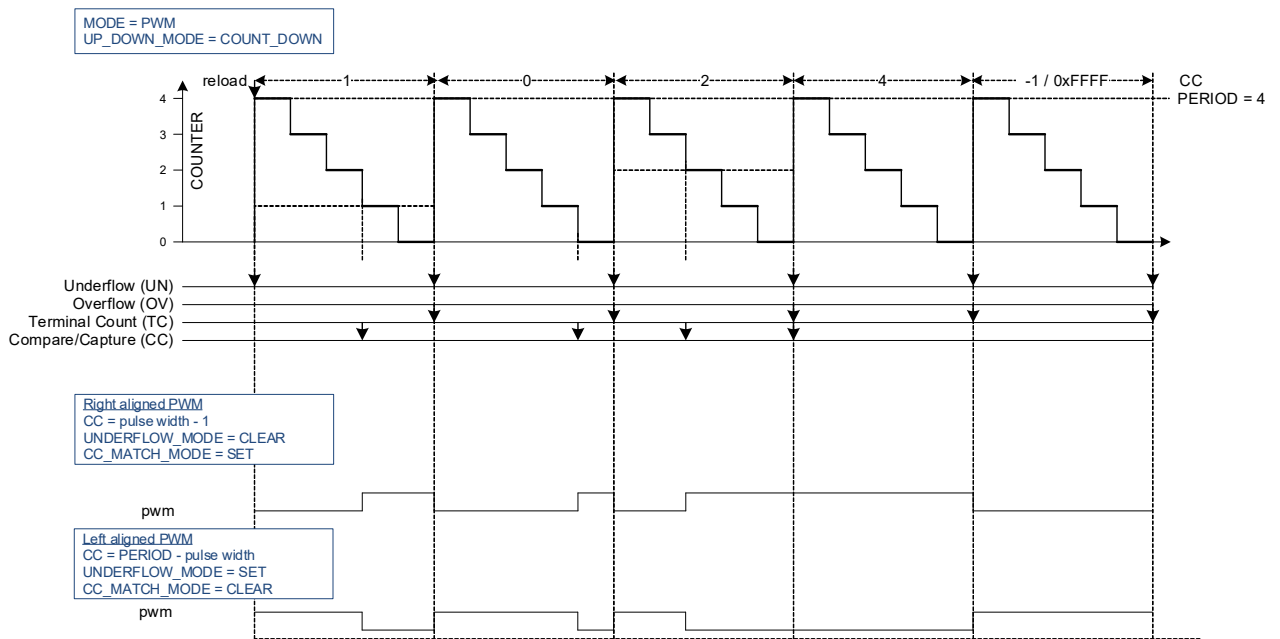 MODE = PWM
UP_DOWN_MODE = COUNT_DOWN
reload 1 0 2 4 -1 / 0xFFFF CC
4 PERIOD = 4
3
COUNTER
2
1
0
Underflow (UN)
Overflow (OV)
Terminal Count (TC)
Compare/Capture (CC)
Right aligned PWM
CC = pulse width - 1
UNDERFLOW_MODE = CLEAR
CC_MATCH_MODE = SET
pwm
Left aligned PWM
CC = PERIOD - pulse width
UNDERFLOW_MODE = SET
CC_MATCH_MODE = CLEAR
pwm